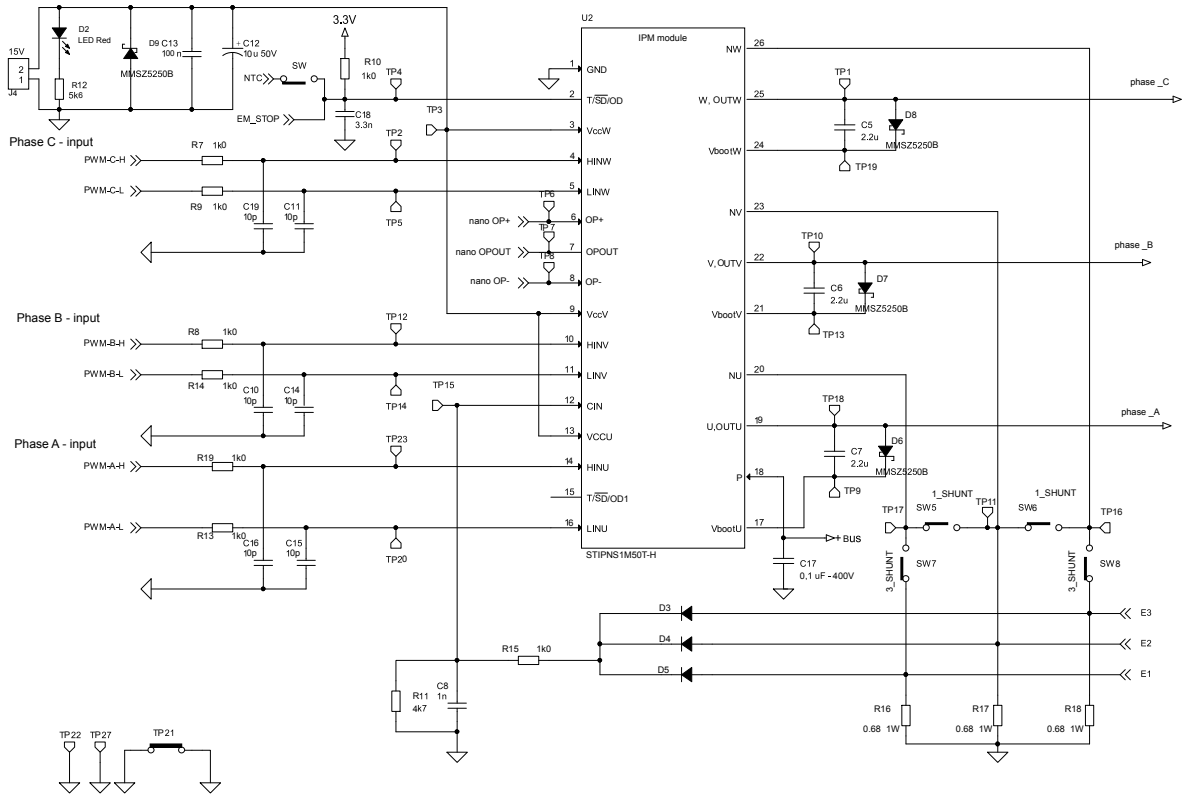 U2
IPM module
STIPNS1M50T-H
15V
2
1
J4
D2
LED Red
R12
5k6
D9
MMSZ5250B
C13
100 n
+ C12
10 u 50V
3.3V
R10
1k0
NTC
SW
EM_STOP
C18
3.3n
TP4
TP3
Phase C - input
PWM-C-H
R7 1k0
TP2
PWM-C-L
R9 1k0
C19
10p
C11
10p
TP5
nano OP+
TP6
nano OPOUT
TP7
nano OP-
TP8
Phase B - input
PWM-B-H
R8 1k0
TP12
PWM-B-L
R14 1k0
C10
10p
C14
10p
TP14
TP15
Phase A - input
PWM-A-H
R19 1k0
TP23
PWM-A-L
R13 1k0
C16
10p
C15
10p
TP20
1 GND
2 T/SD/OD
3 VccW
4 HINW
5 LINW
6 OP+
7 OPOUT
8 OP-
9 VccV
10 HINV
11 LINV
12 CIN
13 VCCU
14 HINU
15 T/SD/OD1
16 LINU
NW 26
W, OUTW 25
VbootW 24
NV 23
V, OUTV 22
VbootV 21
NU 20
U,OUTU 19
P 18
VbootU 17
TP1
C5
2.2u
D8
MMSZ5250B
TP19
phase _C
TP10
C6
2.2u
D7
MMSZ5250B
TP13
phase _B
TP18
C7
2.2u
D6
MMSZ5250B
TP9
phase _A
+ BUS
C17
0,1 uF - 400V
TP17
1_SHUNT
SW5
TP11
1_SHUNT
SW6
TP16
3_SHUNT
SW7
3_SHUNT
SW8
D3
E3
D4
E2
D5
E1
R15 1k0
R11
4k7
C8
1n
R16
0.68 1W
R17
0.68 1W
R18
0.68 1W
TP22
TP27
TP21